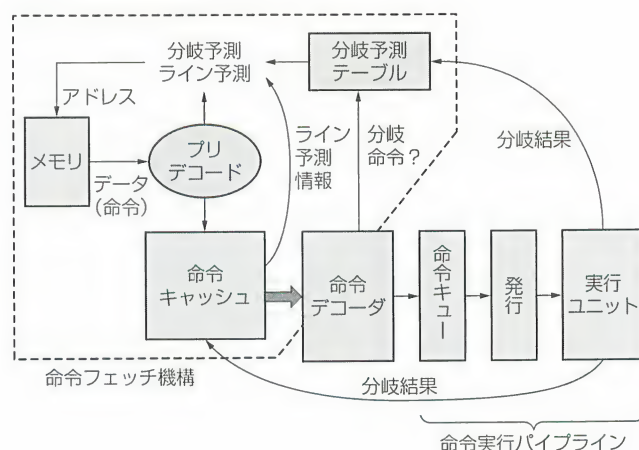 分岐予測
ライン予測
分岐予測
テーブル
アドレス
メモリ
プリ
デコード
ライン
予測
情報
分岐
命令?
分岐結果
データ
(命令)
命令
キャッシュ
命令
デコーダ
命令キュー
発行
実行
ユニット
命令フェッチ機構
分岐結果
命令実行パイプライン